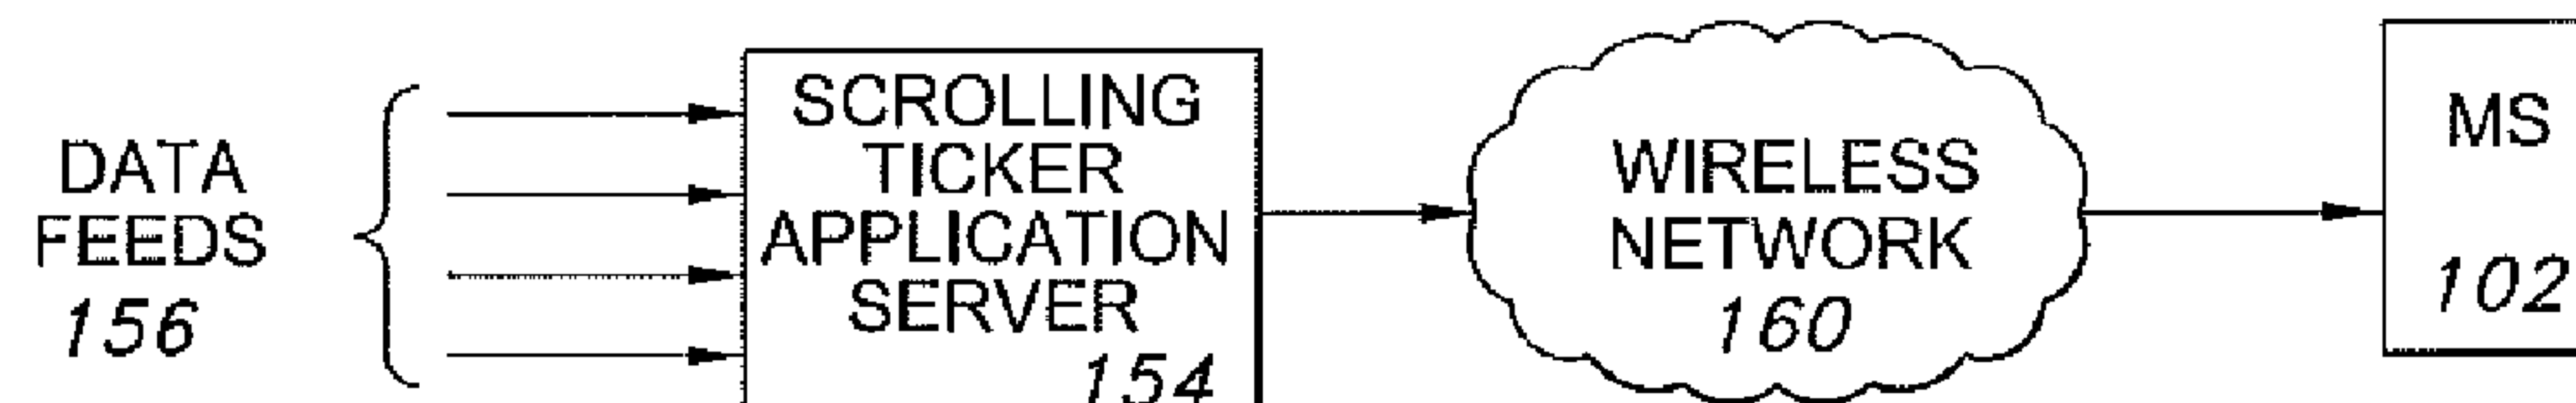 DATA
FEEDS
156
SCROLLING
TICKER
APPLICATION
SERVER
154
WIRELESS
NETWORK
160
MS
102